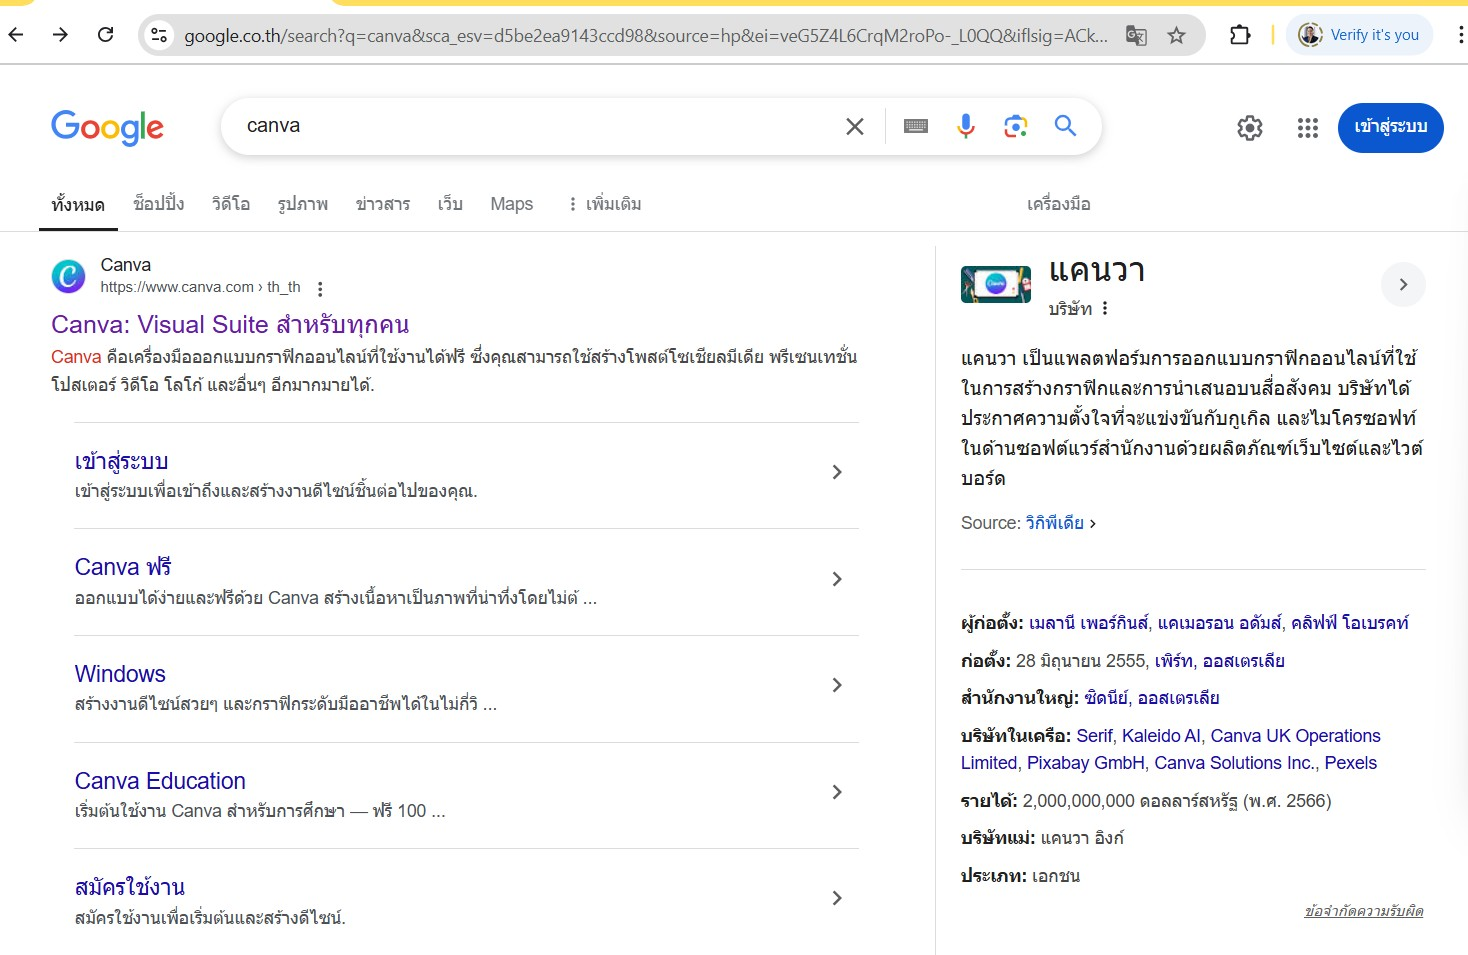 google.co.th/search?q=canva&sca_esv=d5be2ea9143ccd98&source=hp&ei=veG5Z4L6CrqM2roPo-_L0QQ&iflsig=ACk...
Verify it's you
Google
canva
เข้าสู่ระบบ
ทั้งหมด ช็อปปิ้ง วิดีโอ รูปภาพ ข่าวสาร เว็บ Maps เพิ่มเติม เครื่องมือ
Canva
https://www.canva.com › th_th
Canva: Visual Suite สำหรับทุกคน
Canva คือเครื่องมือออกแบบกราฟิกออนไลน์ที่ใช้งานได้ฟรี ซึ่งคุณสามารถใช้สร้างโพสต์โซเชียลมีเดีย พรีเซนเทชั่น
โปสเตอร์ วิดีโอ โลโก้ และอื่นๆ อีกมากมายได้.
เข้าสู่ระบบ
เข้าสู่ระบบเพื่อเข้าถึงและสร้างงานดีไซน์ชิ้นต่อไปของคุณ.
Canva ฟรี
ออกแบบได้ง่ายและฟรีด้วย Canva สร้างเนื้อหาเป็นภาพที่น่าทึ่งโดยไม่ต้ ...
Windows
สร้างงานดีไซน์สวยๆ และกราฟิกระดับมืออาชีพได้ในไม่กี่วิ ...
Canva Education
เริ่มต้นใช้งาน Canva สำหรับการศึกษา — ฟรี 100 ...
สมัครใช้งาน
สมัครใช้งานเพื่อเริ่มต้นและสร้างดีไซน์.
แคนวา
บริษัท
แคนวา เป็นแพลตฟอร์มการออกแบบกราฟิกออนไลน์ที่ใช้
ในการสร้างกราฟิกและการนำเสนอบนสื่อสังคม บริษัทได้
ประกาศความตั้งใจที่จะแข่งขันกับกูเกิล และไมโครซอฟท์
ในด้านซอฟต์แวร์สำนักงานด้วยผลิตภัณฑ์เว็บไซต์และไวต์
บอร์ด
Source: วิกิพีเดีย
ผู้ก่อตั้ง: เมลานี เพอร์กินส์, แคเมอรอน อดัมส์, คลิฟฟ์ โอเบรคท์
ก่อตั้ง: 28 มิถุนายน 2555, เพิร์ท, ออสเตรเลีย
สำนักงานใหญ่: ซิดนีย์, ออสเตรเลีย
บริษัทในเครือ: Serif, Kaleido AI, Canva UK Operations
Limited, Pixabay GmbH, Canva Solutions Inc., Pexels
รายได้: 2,000,000,000 ดอลลาร์สหรัฐ (พ.ศ. 2566)
บริษัทแม่: แคนวา อิงก์
ประเภท: เอกชน
ข้อจำกัดความรับผิด